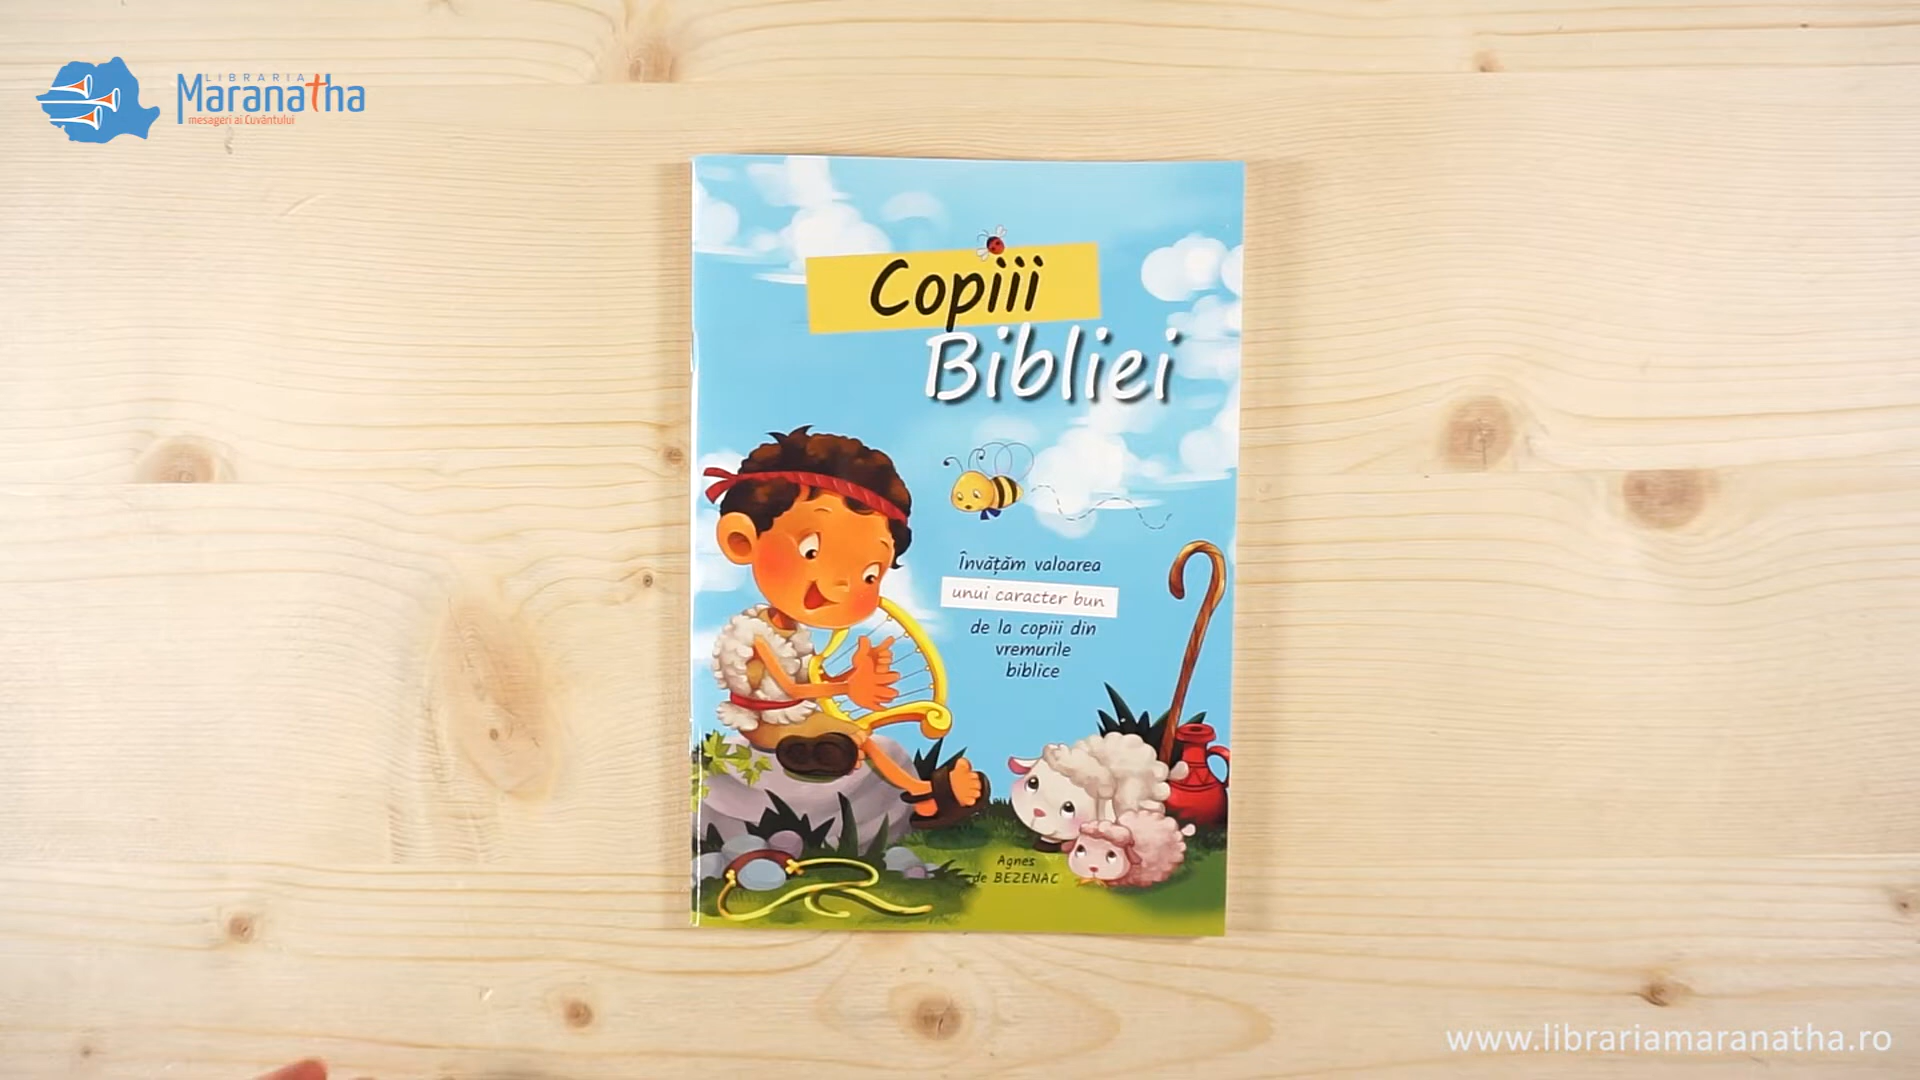 LIBRARIA
Maranatha
mesageri ai Cuvântului
Copiii
Bibliei
Învățăm valoarea
unui caracter bun
de la copiii din
vremurile
biblice
Agnes
de BEZENAC
www.librariamaranatha.ro